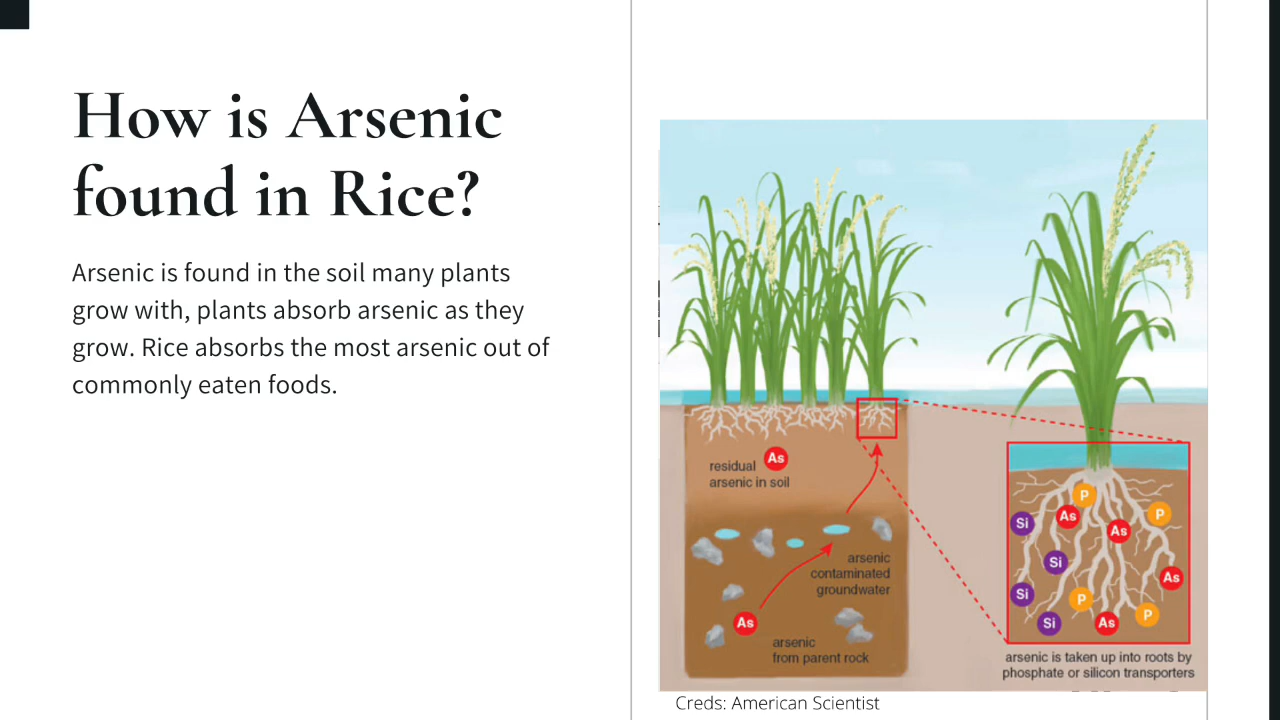 How is Arsenic
found in Rice?
Arsenic is found in the soil many plants
grow with, plants absorb arsenic as they
grow. Rice absorbs the most arsenic out of
commonly eaten foods.
residual As
arsenic in soil
arsenic
contaminated
groundwater
As
arsenic
from parent rock
P
As
P
Si
As
Si
As
Si
P
P
Si
As
arsenic is taken up into roots by
phosphate or silicon transporters
Creds: American Scientist